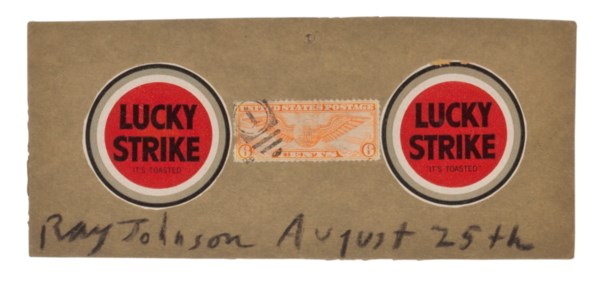 LUCKY
STRIKE
"IT'S TOASTED"
UNITED STATES POSTAGE
6 CENTS 6
LUCKY
STRIKE
"IT'S TOASTED"
Ray Johnson August 25th